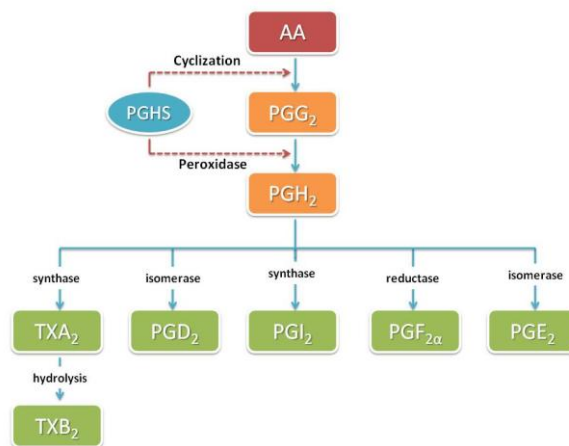 AA
Cyclization
PGHS
PGG₂
Peroxidase
PGH₂
synthase isomerase synthase reductase isomerase
TXA₂ PGD₂ PGI₂ PGF₂α PGE₂
hydrolysis
TXB₂